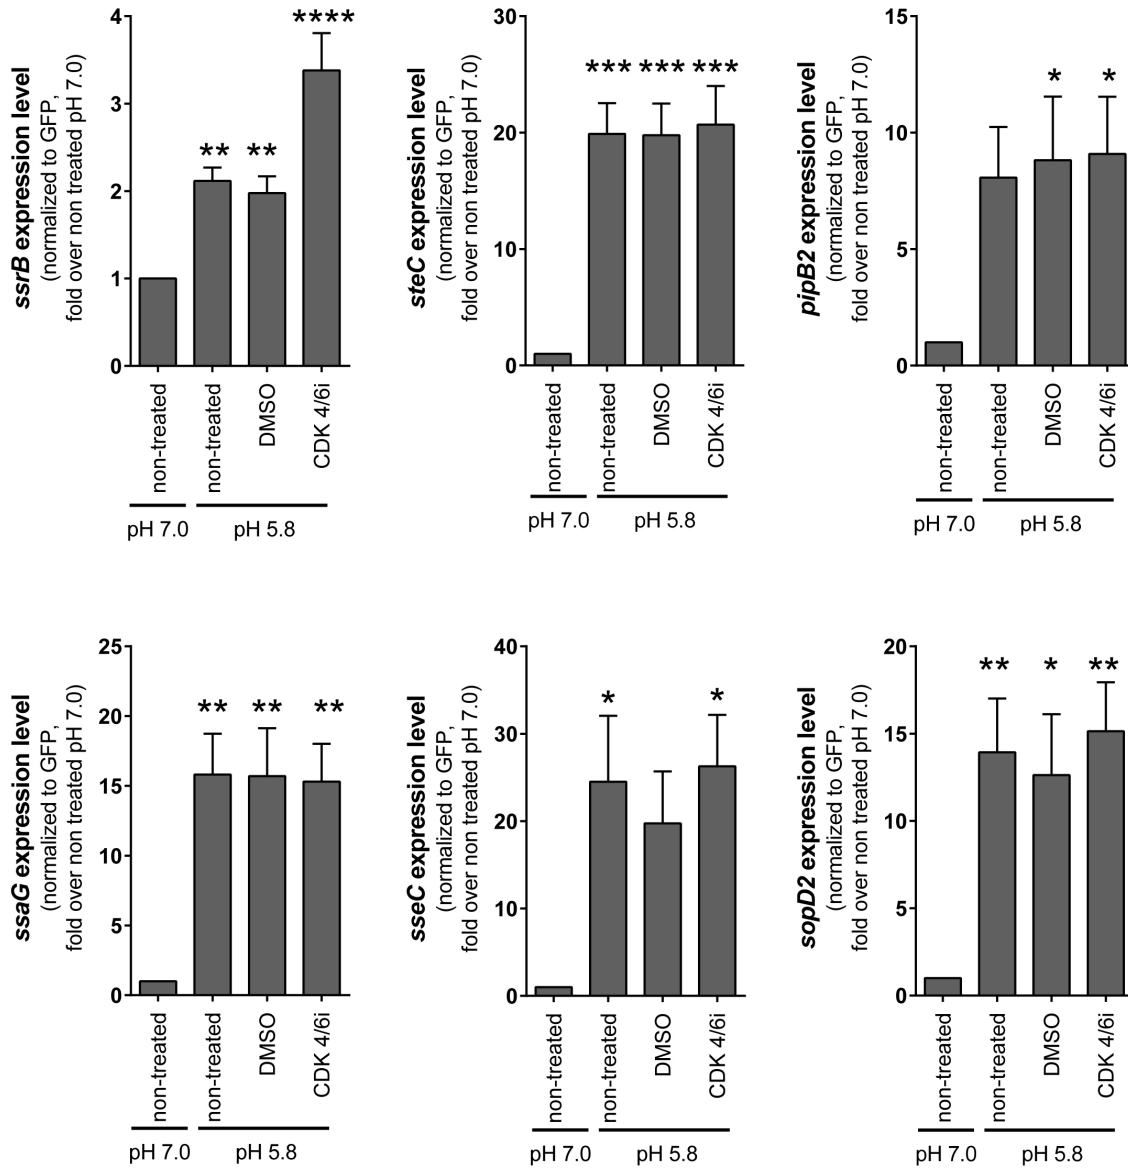 ssrB expression level
(normalized to GFP,
fold over non treated pH 7.0)
4
3
2
1
0
**
**
****
non-treated
non-treated
DMSO
CDK 4/6i
pH 7.0
pH 5.8
steC expression level
(normalized to GFP,
fold over non treated pH 7.0)
30
20
10
0
***
***
***
non-treated
non-treated
DMSO
CDK 4/6i
pH 7.0
pH 5.8
pipB2 expression level
(normalized to GFP,
fold over non treated pH 7.0)
15
10
5
0
*
*
non-treated
non-treated
DMSO
CDK 4/6i
pH 7.0
pH 5.8
ssaG expression level
(normalized to GFP,
fold over non treated pH 7.0)
25
20
15
10
5
0
**
**
**
non-treated
non-treated
DMSO
CDK 4/6i
pH 7.0
pH 5.8
sseC expression level
(normalized to GFP,
fold over non treated pH 7.0)
40
30
20
10
0
*
*
non-treated
non-treated
DMSO
CDK 4/6i
pH 7.0
pH 5.8
sopD2 expression level
(normalized to GFP,
fold over non treated pH 7.0)
20
15
10
5
0
**
*
**
non-treated
non-treated
DMSO
CDK 4/6i
pH 7.0
pH 5.8